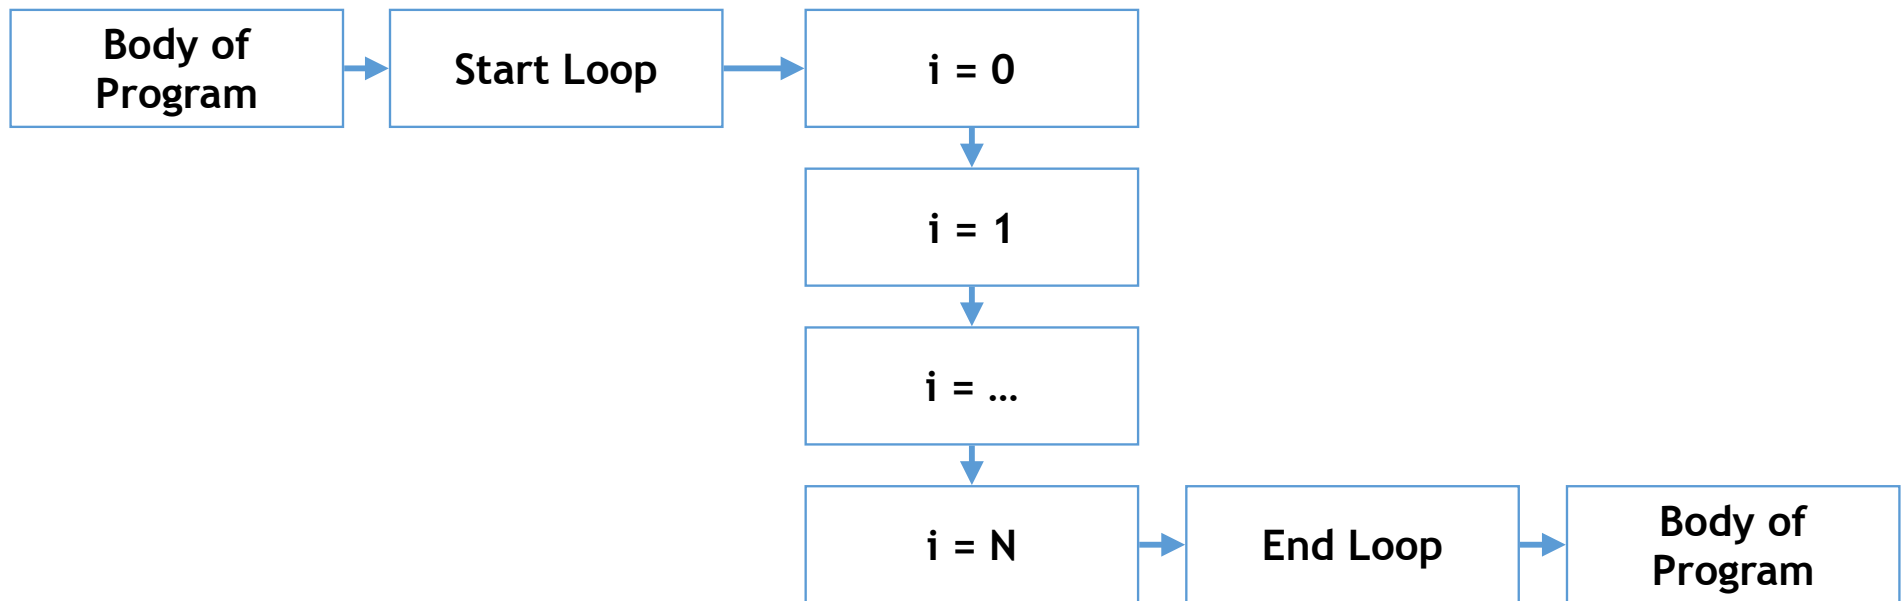 Body of
Program
Start Loop
i = 0
i = 1
i = …
i = N
End Loop
Body of
Program